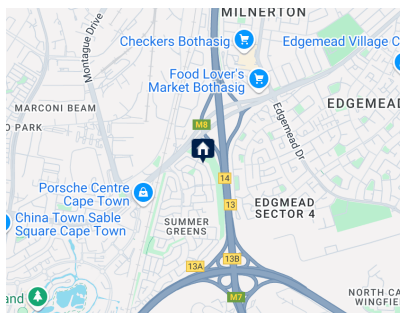 MILNERTON
Checkers Bothasig
Edgemead Village C
Food Lover's
Market Bothasig
Montague Drive
EDGEMEAD
MARCONI BEAM
O PARK
M8
Edgemead Dr
14
Porsche Centre
Cape Town
13
EDGMEAD
SECTOR 4
China Town Sable
Square Cape Town
SUMMER
GREENS
13B
13A
M7
NORTH CA
WINGFIE
land